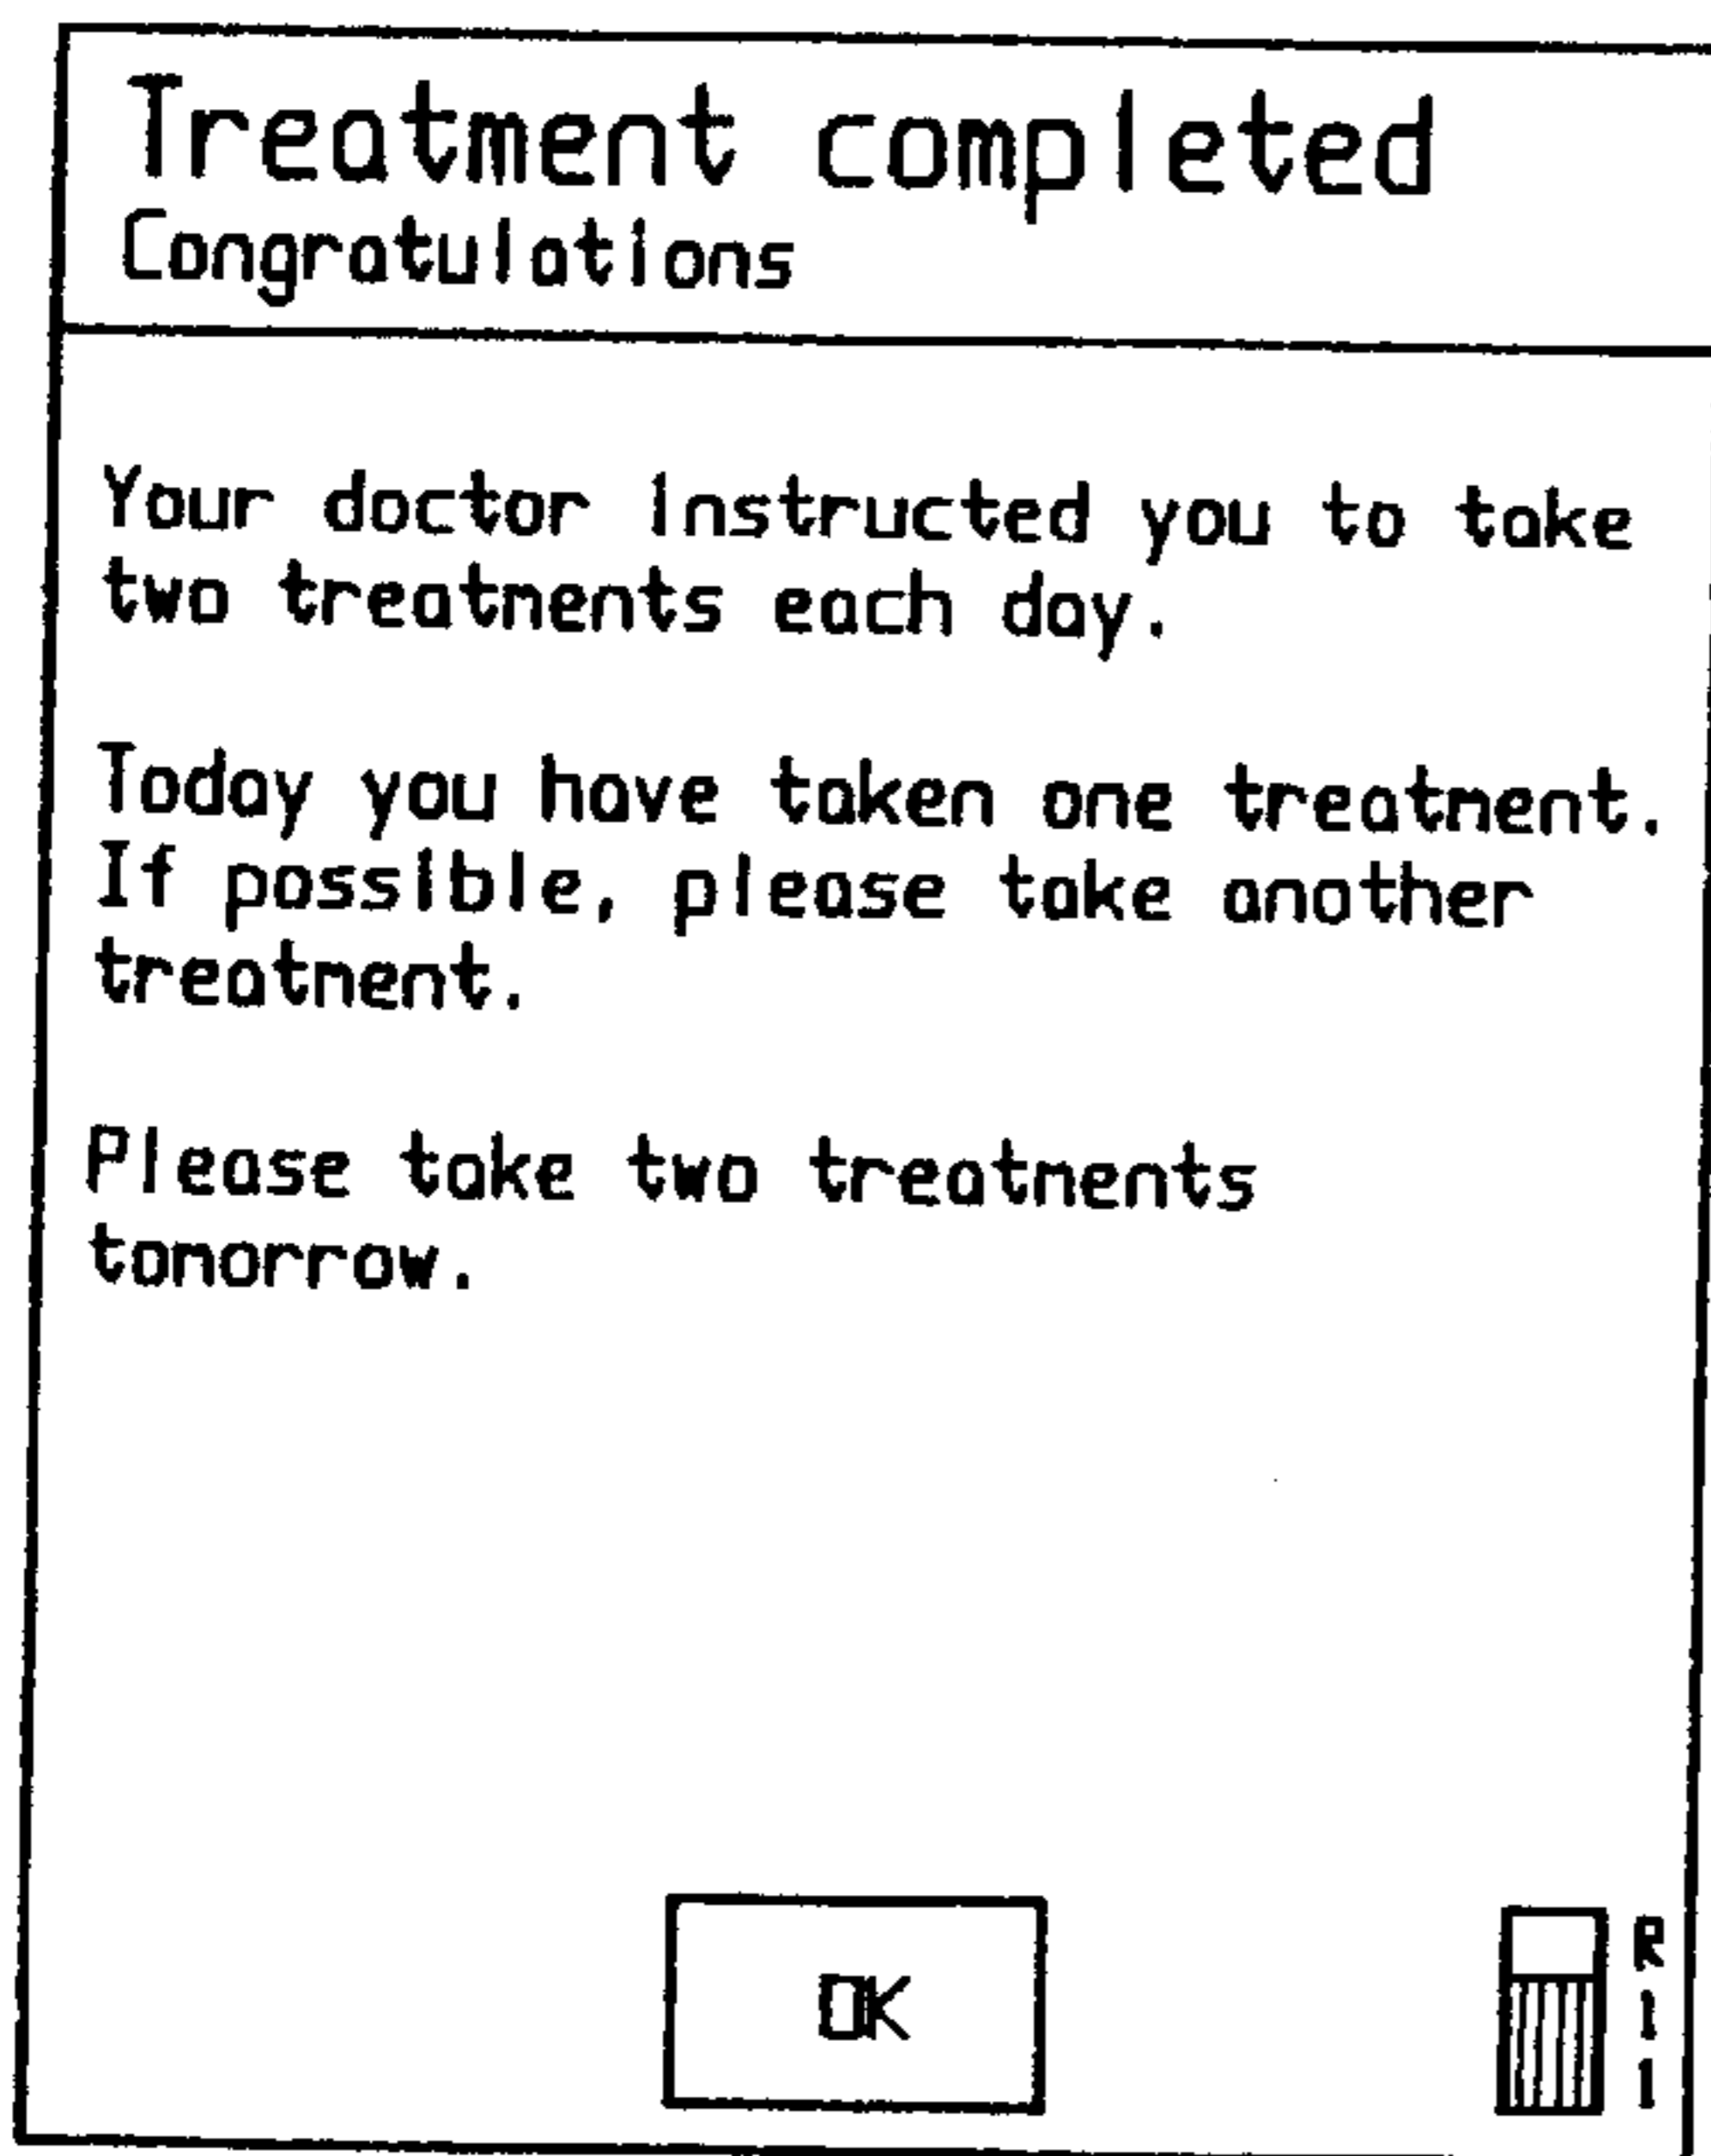 Treatment completed
Congratulations
Your doctor instructed you to take
two treatments each day.
Today you have taken one treatment.
If possible, please take another
treatment.
Please take two treatments
tomorrow.
OK
R
1
1